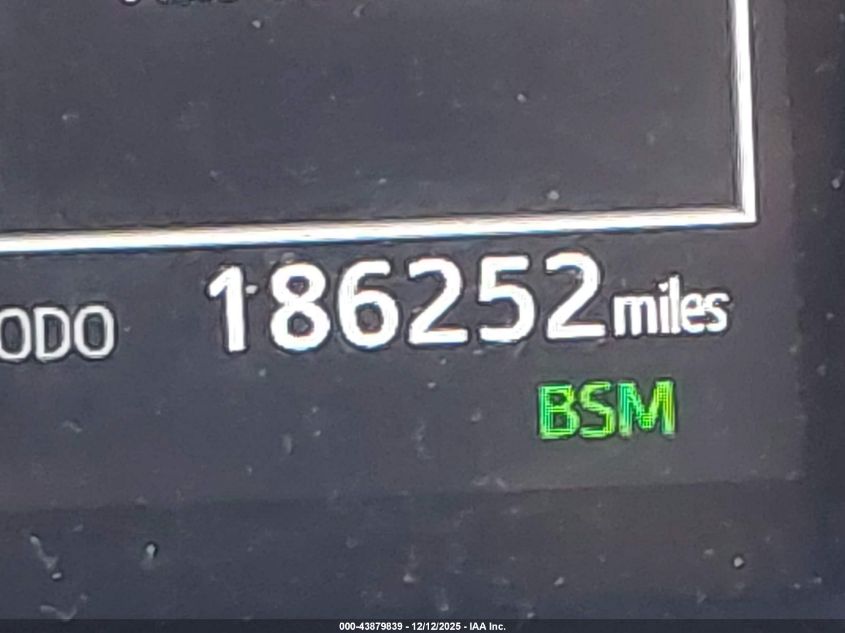 ODO 186252 miles
BSM
000-43879839 - 12/12/2025 - IAA Inc.